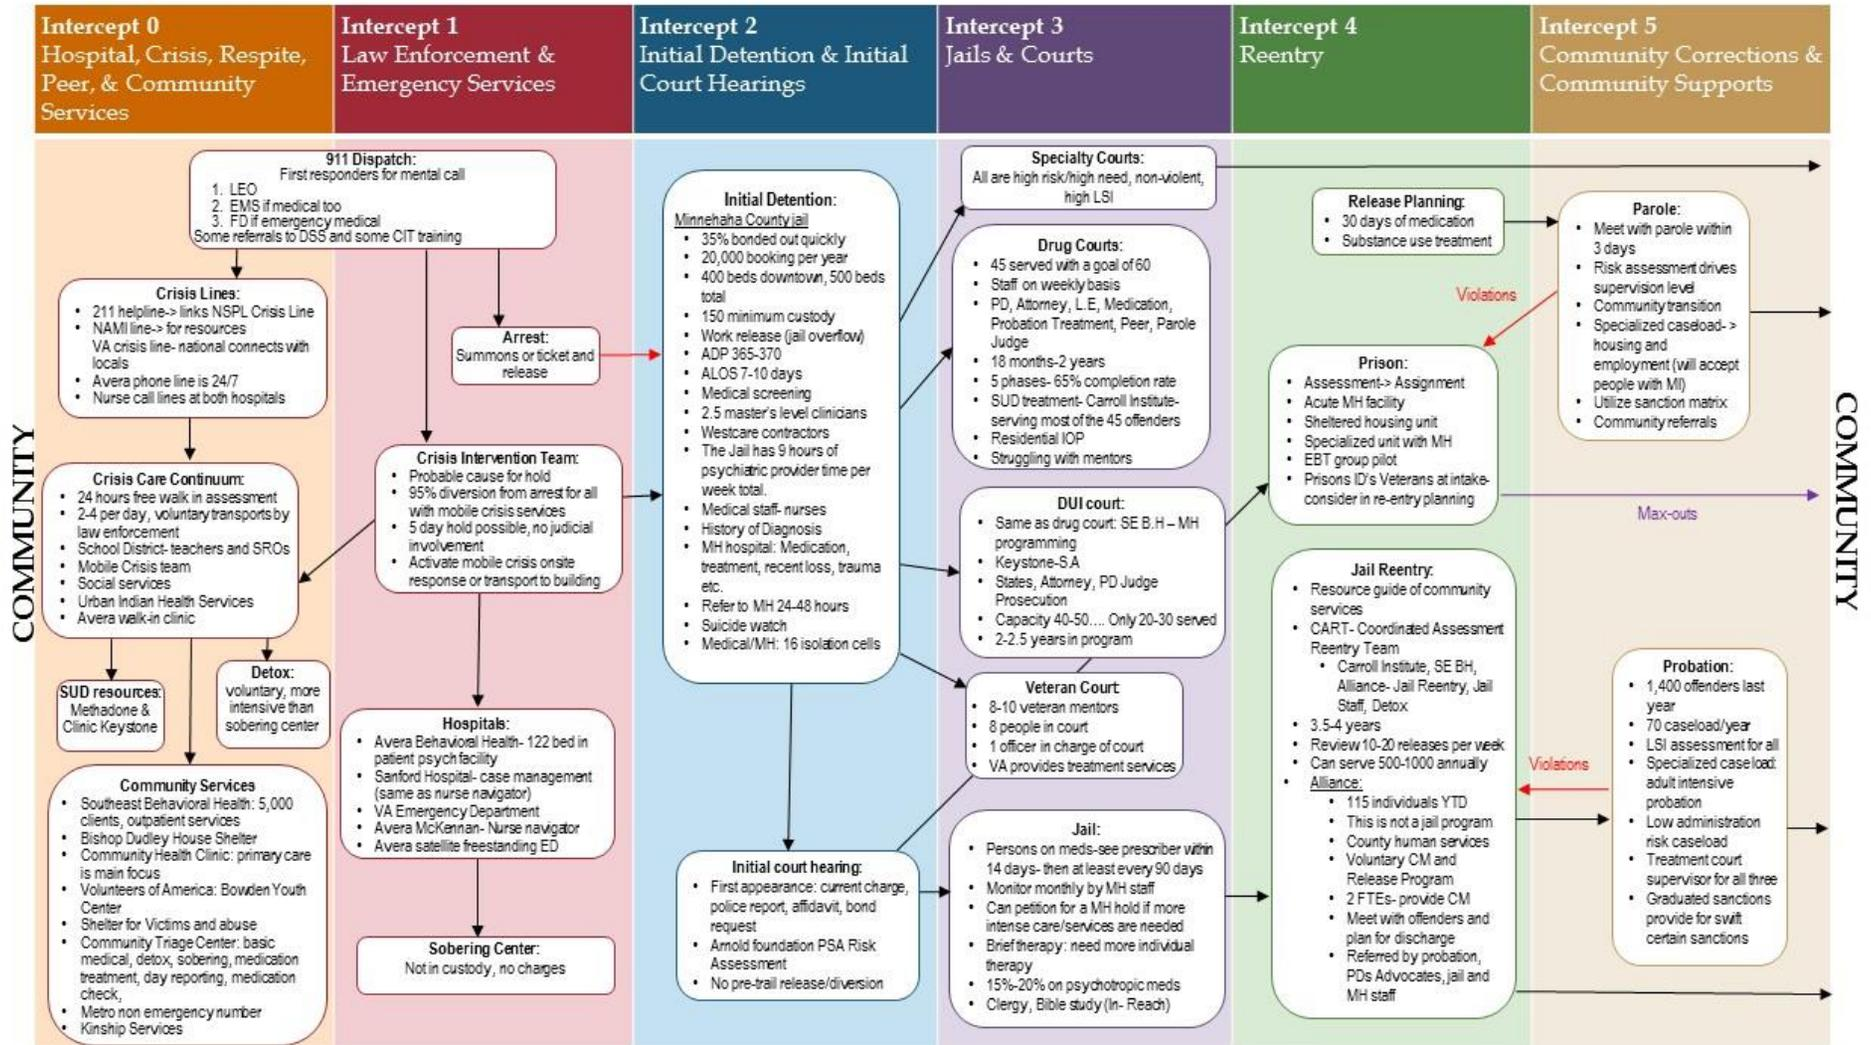 Intercept 0
Hospital, Crisis, Respite,
Peer, & Community
Services
Intercept 1
Law Enforcement &
Emergency Services
Intercept 2
Initial Detention & Initial
Court Hearings
Intercept 3
Jails & Courts
Intercept 4
Reentry
Intercept 5
Community Corrections &
Community Supports
COMMUNITY
911 Dispatch:
First responders for mental call
1. LEO
2. EMS if medical too
3. FD if emergency medical
Some referrals to DSS and some CIT training
Crisis Lines:
• 211 helpline-> links NSPL Crisis Line
• NAMI line-> for resources
VA crisis line- national connects with
locals
• Avera phone line is 24/7
• Nurse call lines at both hospitals
Crisis Care Continuum:
• 24 hours free walk in assessment
• 2-4 per day, voluntary transports by
law enforcement
• School District- teachers and SROs
• Mobile Crisis team
• Social services
• Urban Indian Health Services
• Avera walk-in clinic
SUD resources:
Methadone &
Clinic Keystone
Detox:
voluntary, more
intensive than
sobering center
Community Services
• Southeast Behavioral Health: 5,000
clients, outpatient services
• Bishop Dudley House Shelter
• Community Health Clinic: primary care
is main focus
• Volunteers of America: Bowden Youth
Center
• Shelter for Victims and abuse
• Community Triage Center: basic
medical, detox, sobering, medication
treatment, day reporting, medication
check,
• Metro non emergency number
• Kinship Services
Arrest:
Summons or ticket and
release
Crisis Intervention Team:
• Probable cause for hold
• 95% diversion from arrest for all
with mobile crisis services
• 5 day hold possible, no judicial
involvement
• Activate mobile crisis onsite
response or transport to building
Hospitals:
• Avera Behavioral Health- 122 bed in
patient psych facility
• Sanford Hospital- case management
(same as nurse navigator)
• VA Emergency Department
• Avera McKennan- Nurse navigator
• Avera satellite freestanding ED
Sobering Center:
Not in custody, no charges
Initial Detention:
Minnehaha County jail
• 35% bonded out quickly
• 20,000 booking per year
• 400 beds downtown, 500 beds
total
• 150 minimum custody
• Work release (jail overflow)
• ADP 365-370
• ALOS 7-10 days
• Medical screening
• 2.5 master's level clinicians
• Westcare contractors
• The Jail has 9 hours of
psychiatric provider time per
week total.
• Medical staff- nurses
• History of Diagnosis
• MH hospital: Medication,
treatment, recent loss, trauma
etc.
• Refer to MH 24-48 hours
• Suicide watch
• Medical/MH: 16 isolation cells
Initial court hearing:
• First appearance: current charge,
police report, affidavit, bond
request
• Arnold foundation PSA Risk
Assessment
• No pre-trail release/diversion
Specialty Courts:
All are high risk/high need, non-violent,
high LSI
Drug Courts:
• 45 served with a goal of 60
• Staff on weekly basis
• PD, Attorney, L.E, Medication,
Probation Treatment, Peer, Parole
Judge
• 18 months-2 years
• 5 phases- 65% completion rate
• SUD treatment- Carroll Institute-
serving most of the 45 offenders
• Residential IOP
• Struggling with mentors
DUI court:
• Same as drug court: SE B.H – MH
programming
• Keystone-S.A
• States, Attorney, PD Judge
Prosecution
• Capacity 40-50.... Only 20-30 served
• 2-2.5 years in program
Veteran Court:
• 8-10 veteran mentors
• 8 people in court
• 1 officer in charge of court
• VA provides treatment services
Jail:
• Persons on meds-see prescriber within
14 days- then at least every 90 days
• Monitor monthly by MH staff
• Can petition for a MH hold if more
intense care/services are needed
• Brief therapy: need more individual
therapy
• 15%-20% on psychotropic meds
• Clergy, Bible study (In- Reach)
Release Planning:
• 30 days of medication
• Substance use treatment
Violations
Prison:
• Assessment-> Assignment
• Acute MH facility
• Sheltered housing unit
• Specialized unit with MH
• EBT group pilot
• Prisons ID's Veterans at intake-
consider in re-entry planning
Max-outs
Jail Reentry:
• Resource guide of community
services
• CART- Coordinated Assessment
Reentry Team
• Carroll Institute, SE BH,
Alliance- Jail Reentry, Jail
Staff, Detox
• 3.5-4 years
• Review 10-20 releases per week
• Can serve 500-1000 annually
• Alliance:
• 115 individuals YTD
• This is not a jail program
• County human services
• Voluntary CM and
Release Program
• 2 FTEs- provide CM
• Meet with offenders and
plan for discharge
• Referred by probation,
PDs Advocates, jail and
MH staff
Parole:
• Meet with parole within
3 days
• Risk assessment drives
supervision level
• Community transition
• Specialized caseload- >
housing and
employment (will accept
people with MI)
• Utilize sanction matrix
• Community referrals
Violations
Probation:
• 1,400 offenders last
year
• 70 caseload/year
• LSI assessment for all
• Specialized caseload:
adult intensive
probation
• Low administration
risk caseload
• Treatment court
supervisor for all three
• Graduated sanctions
provide for swift
certain sanctions
COMMUNITY